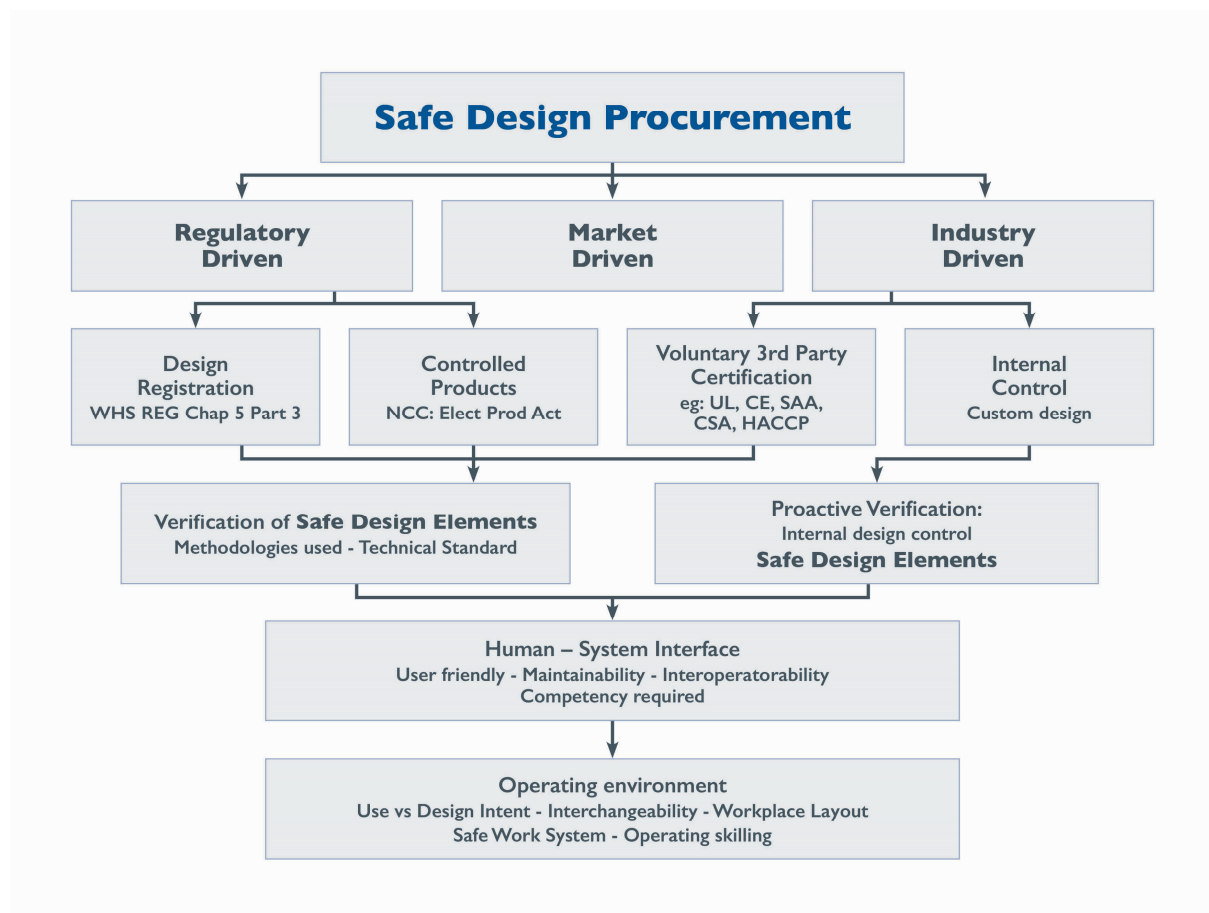 Safe Design Procurement
Regulatory
Driven
Market
Driven
Industry
Driven
Design
Registration
WHS REG Chap 5 Part 3
Controlled
Products
NCC: Elect Prod Act
Voluntary 3rd Party
Certification
eg: UL, CE, SAA,
CSA, HACCP
Internal
Control
Custom design
Verification of Safe Design Elements
Methodologies used - Technical Standard
Proactive Verification:
Internal design control
Safe Design Elements
Human – System Interface
User friendly - Maintainability - Interoperatorability
Competency required
Operating environment
Use vs Design Intent - Interchangeability - Workplace Layout
Safe Work System - Operating skilling